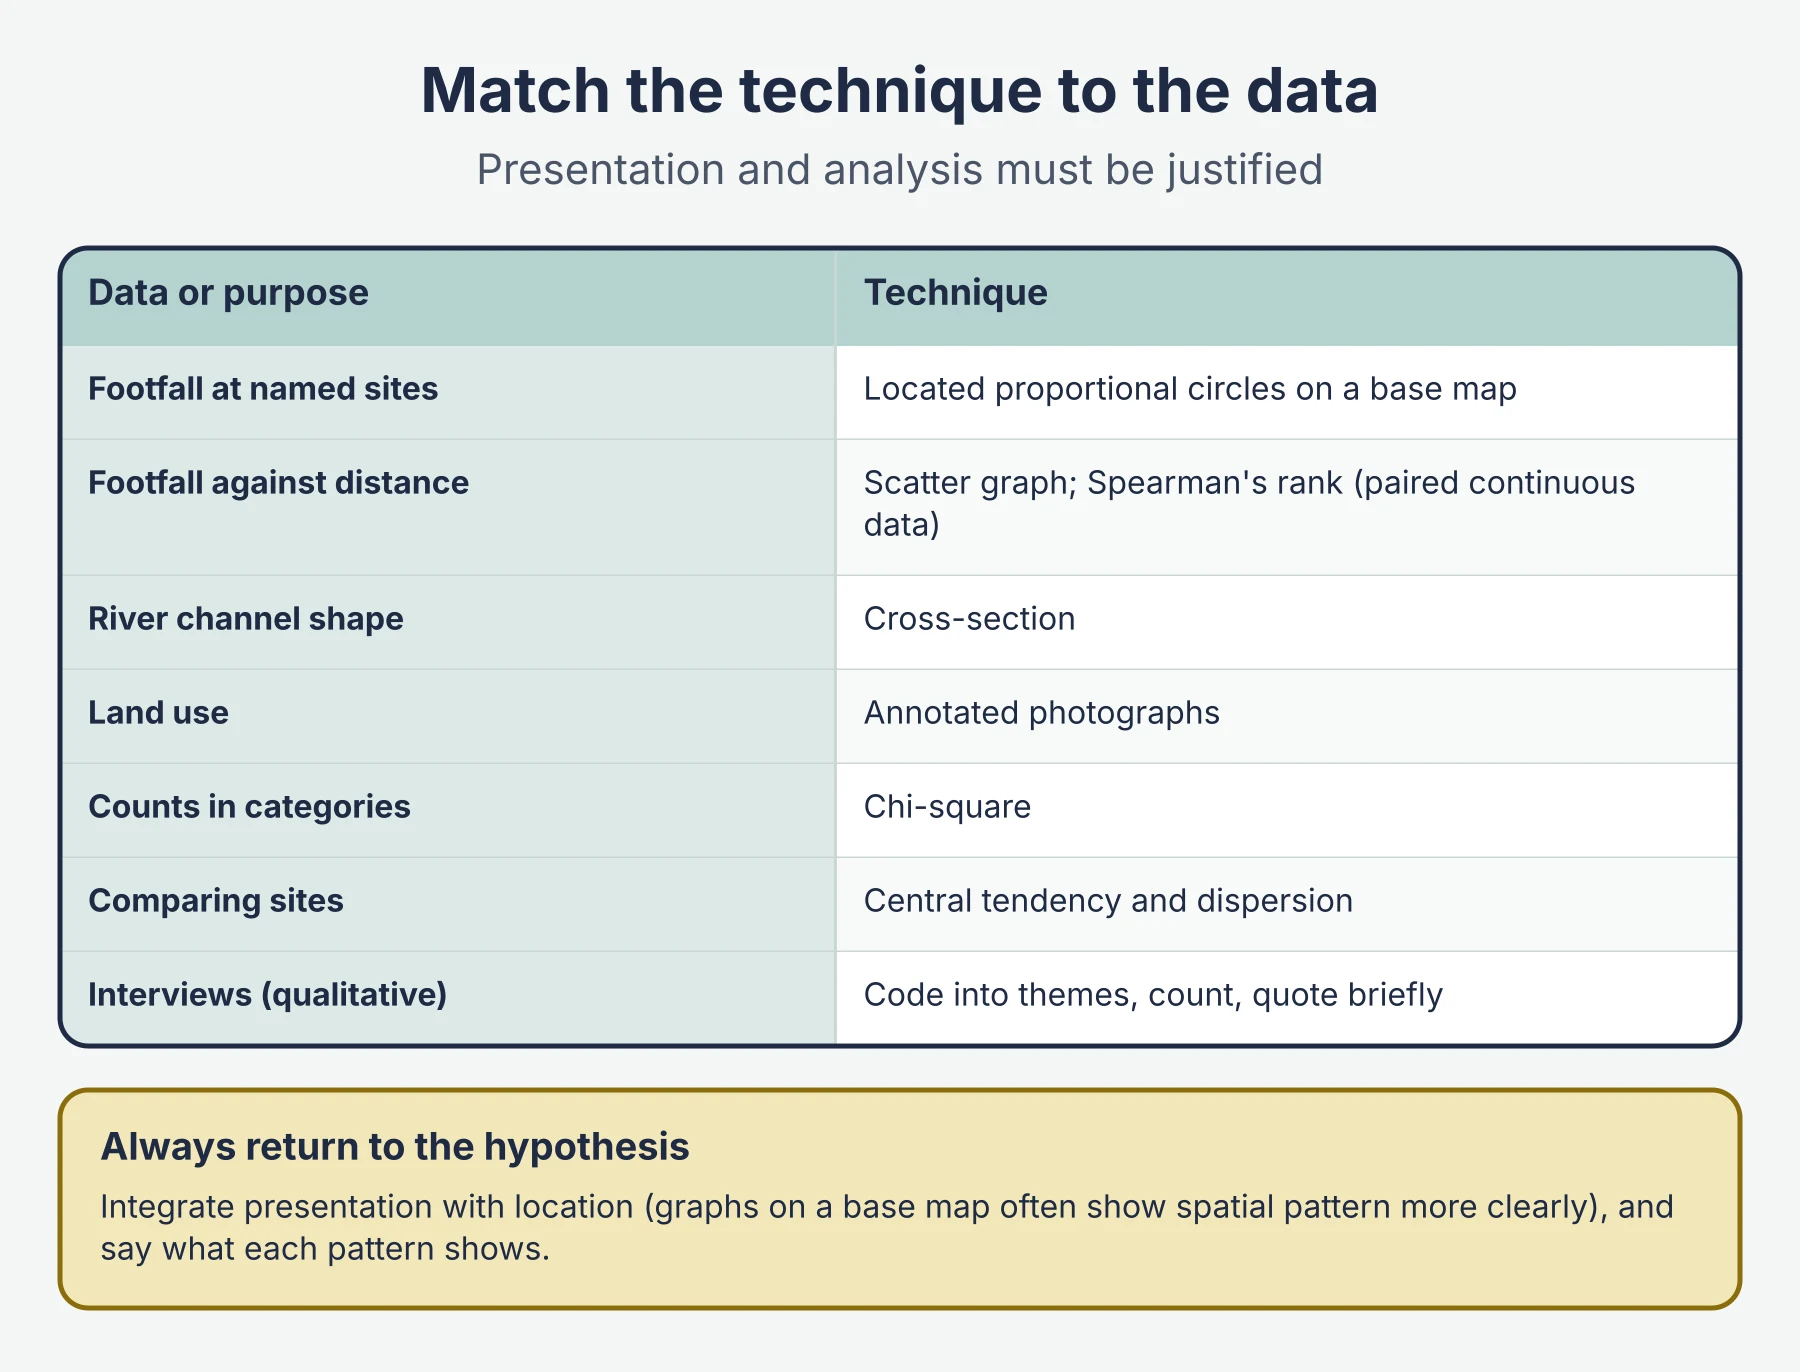 Match the technique to the data
Presentation and analysis must be justified
Data or purpose
Technique
Footfall at named sites
Located proportional circles on a base map
Footfall against distance
Scatter graph; Spearman's rank (paired continuous
data)
River channel shape
Cross-section
Land use
Annotated photographs
Counts in categories
Chi-square
Comparing sites
Central tendency and dispersion
Interviews (qualitative)
Code into themes, count, quote briefly
Always return to the hypothesis
Integrate presentation with location (graphs on a base map often show spatial pattern more clearly), and
say what each pattern shows.